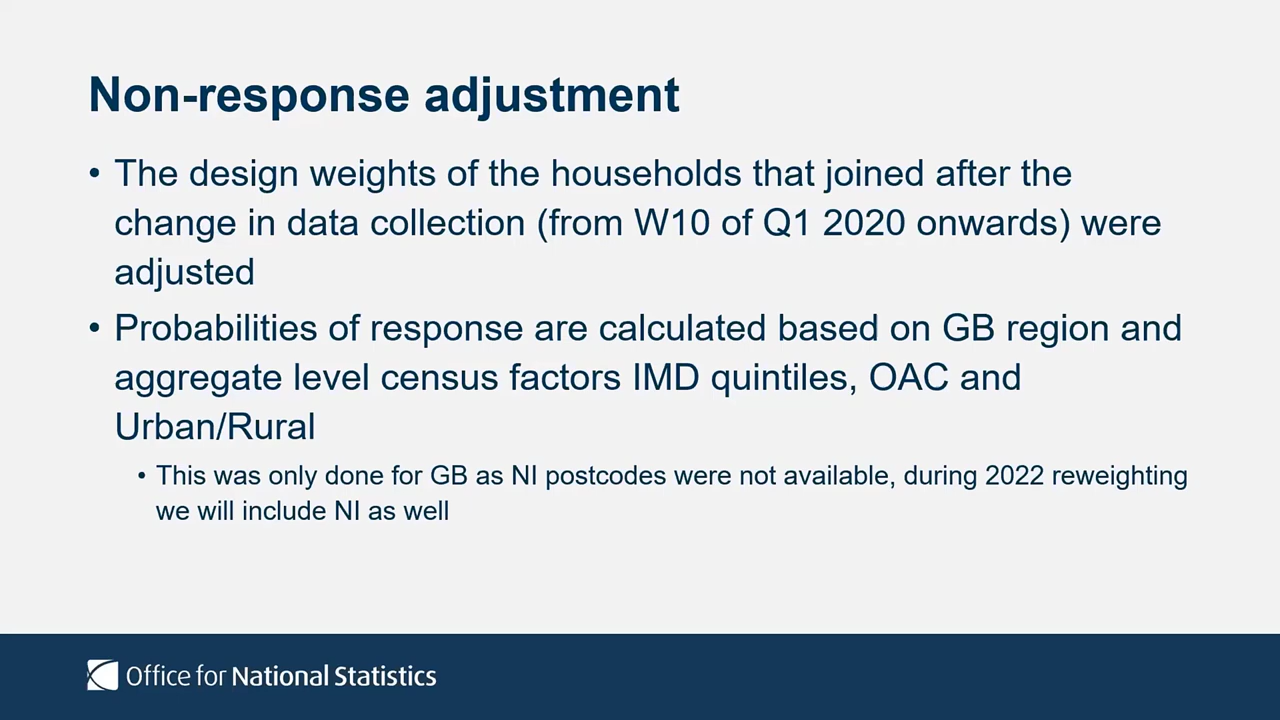 Non-response adjustment
• The design weights of the households that joined after the
change in data collection (from W10 of Q1 2020 onwards) were
adjusted
• Probabilities of response are calculated based on GB region and
aggregate level census factors IMD quintiles, OAC and
Urban/Rural
• This was only done for GB as NI postcodes were not available, during 2022 reweighting
we will include NI as well
Office for National Statistics